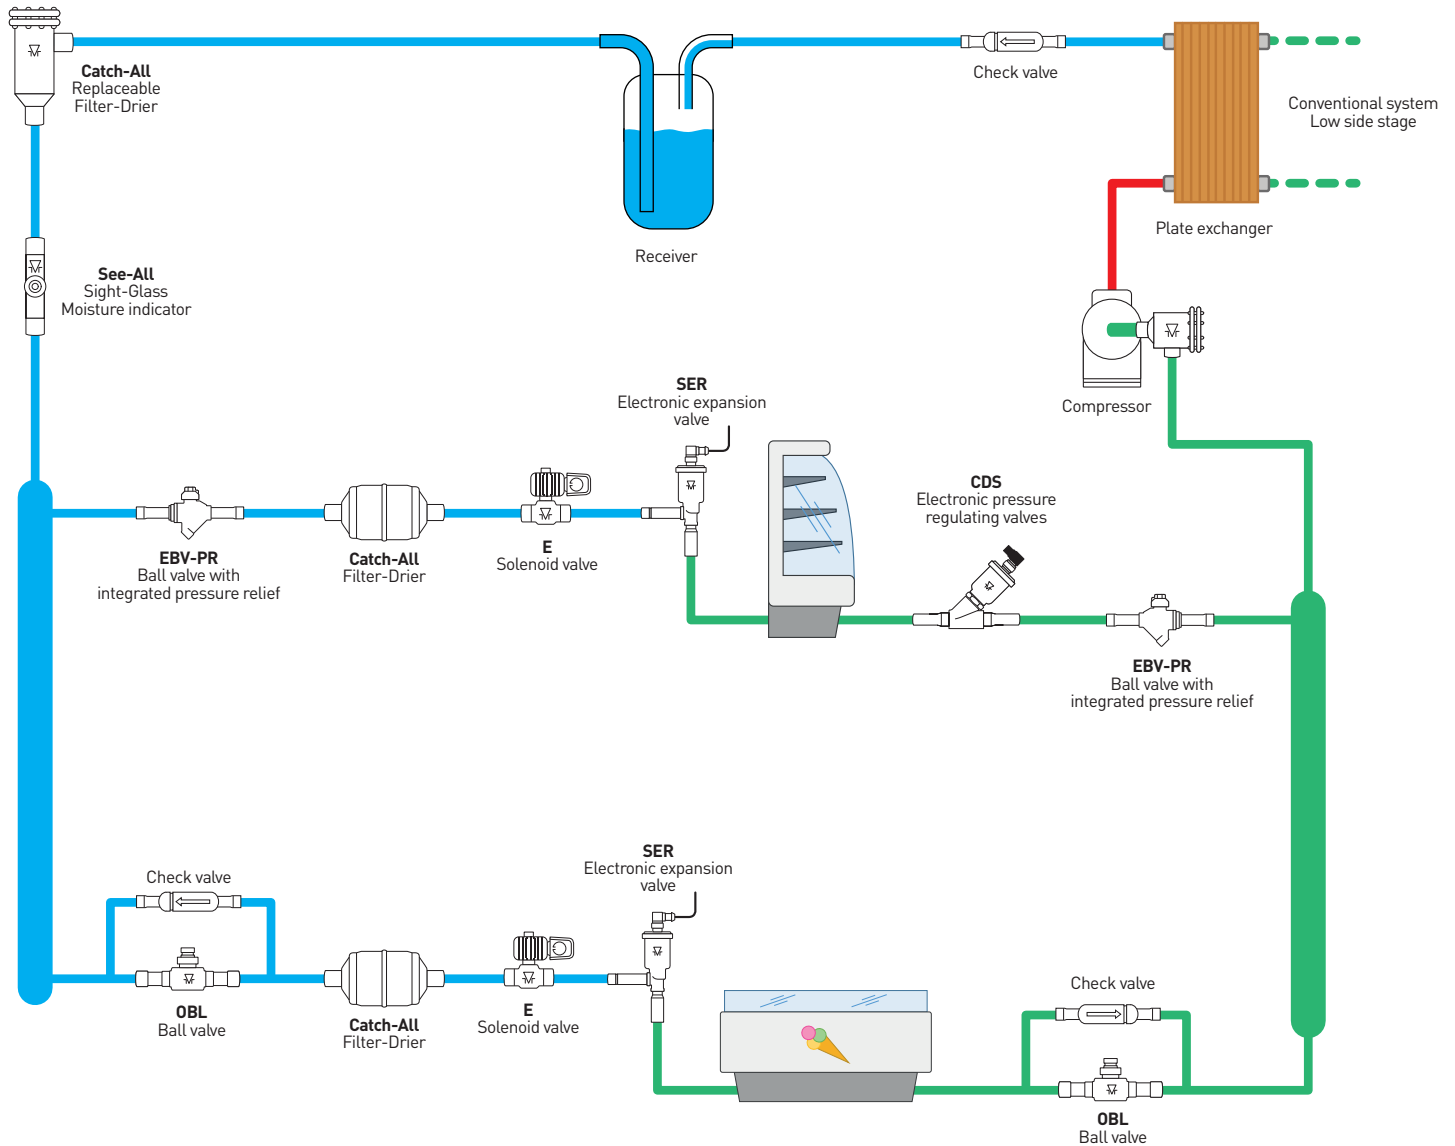 Catch-All
Replaceable
Filter-Drier
Receiver
Check valve
Conventional system
Low side stage
Plate exchanger
See-All
Sight-Glass
Moisture indicator
Compressor
SER
Electronic expansion
valve
EBV-PR
Ball valve with
integrated pressure relief
Catch-All
Filter-Drier
E
Solenoid valve
CDS
Electronic pressure
regulating valves
EBV-PR
Ball valve with
integrated pressure relief
Check valve
OBL
Ball valve
Catch-All
Filter-Drier
E
Solenoid valve
SER
Electronic expansion
valve
Check valve
OBL
Ball valve